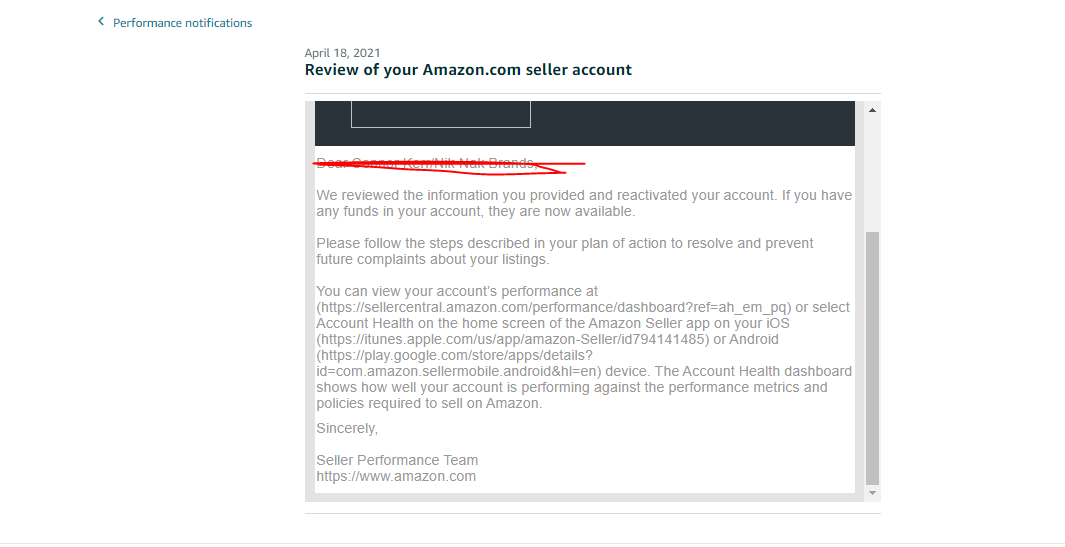 Performance notifications
April 18, 2021
Review of your Amazon.com seller account
Dear Nik Nak Brands,
We reviewed the information you provided and reactivated your account. If you have
any funds in your account, they are now available.
Please follow the steps described in your plan of action to resolve and prevent
future complaints about your listings.
You can view your account's performance at
(https://sellercentral.amazon.com/performance/dashboard?ref=ah_em_pq) or select
Account Health on the home screen of the Amazon Seller app on your iOS
(https://itunes.apple.com/us/app/amazon-Seller/id794141485) or Android
(https://play.google.com/store/apps/details?
id=com.amazon.sellermobile.android&hl=en) device. The Account Health dashboard
shows how well your account is performing against the performance metrics and
policies required to sell on Amazon.
Sincerely,
Seller Performance Team
https://www.amazon.com